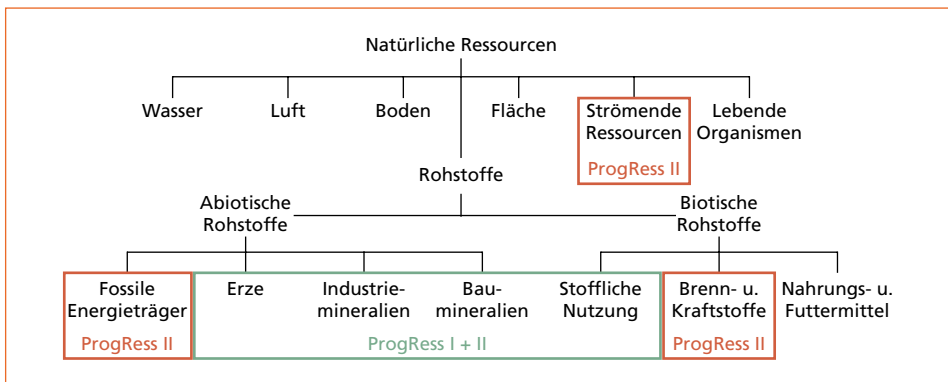 Natürliche Ressourcen
Wasser
Luft
Boden
Fläche
Strömende
Ressourcen
ProgRess II
Lebende
Organismen
Rohstoffe
Abiotische
Rohstoffe
Biotische
Rohstoffe
Fossile
Energieträger
ProgRess II
Erze
Industrie-
mineralien
Bau-
mineralien
Stoffliche
Nutzung
ProgRess I + II
Brenn- u.
Kraftstoffe
ProgRess II
Nahrungs- u.
Futtermittel